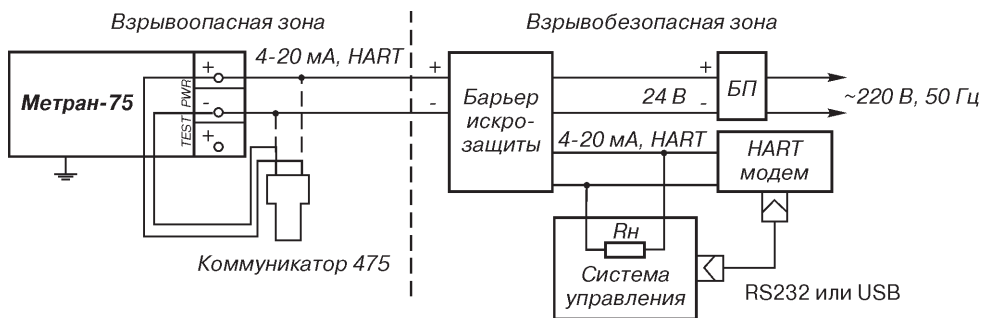 Взрывоопасная зона
Взрывобезопасная зона
4-20 мА, HART
Метран-75
+
PWR
-
TEST
+
+
-
Барьер
искро-
защиты
+
24 В
-
БП
~220 В, 50 Гц
4-20 мА, HART
HART
модем
Rн
Система
управления
Коммуникатор 475
RS232 или USB